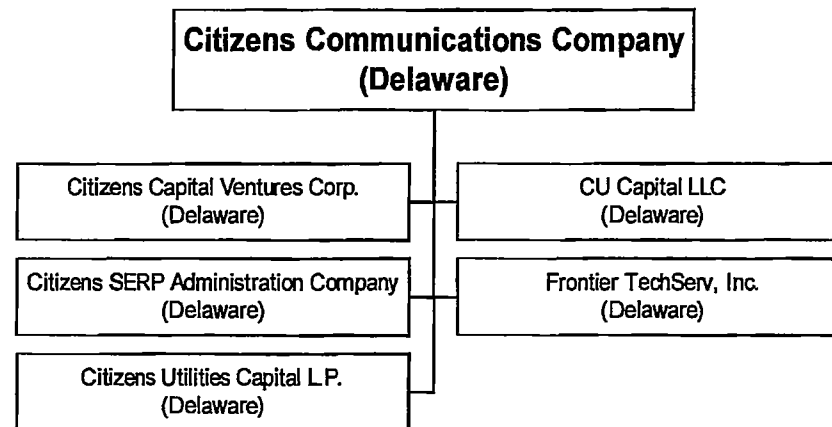 Citizens Communications Company
(Delaware)
Citizens Capital Ventures Corp.
(Delaware)
CU Capital LLC
(Delaware)
Citizens SERP Administration Company
(Delaware)
Frontier TechServ, Inc.
(Delaware)
Citizens Utilities Capital L.P.
(Delaware)